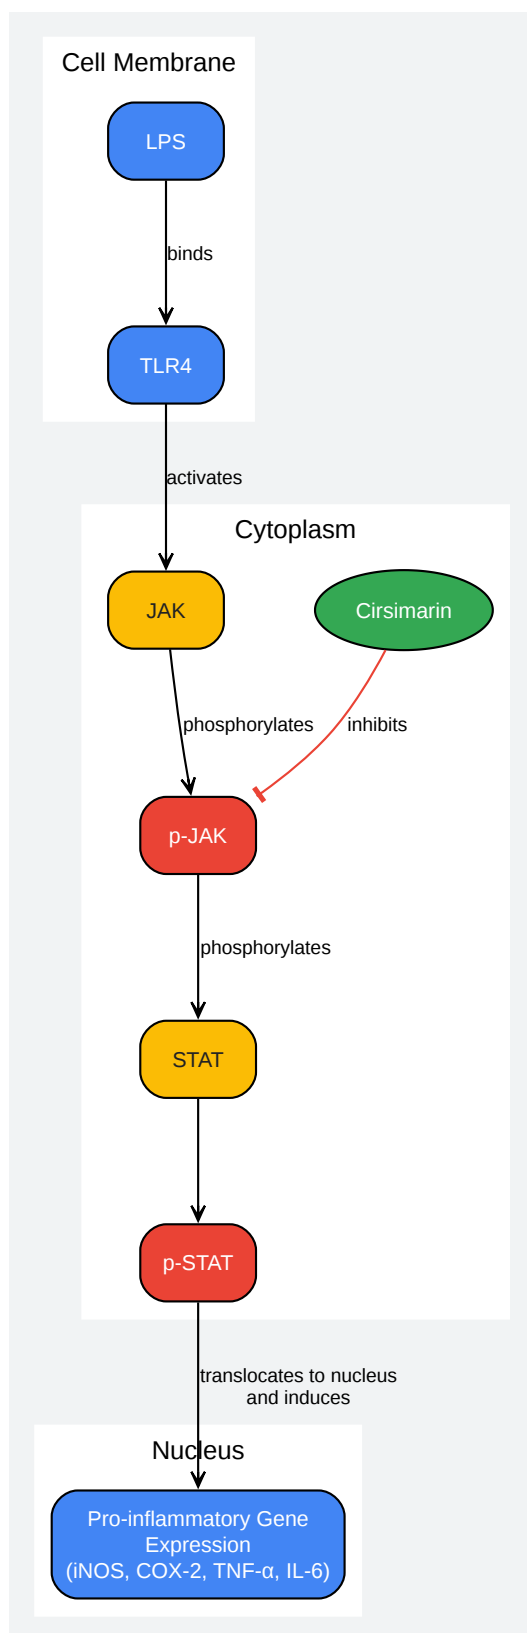 Cell Membrane
LPS
binds
TLR4
activates
Cytoplasm
JAK
Cirsimarin
phosphorylates
inhibits
p-JAK
phosphorylates
STAT
p-STAT
translocates to nucleus
and induces
Nucleus
Pro-inflammatory Gene
Expression
(iNOS, COX-2, TNF-α, IL-6)